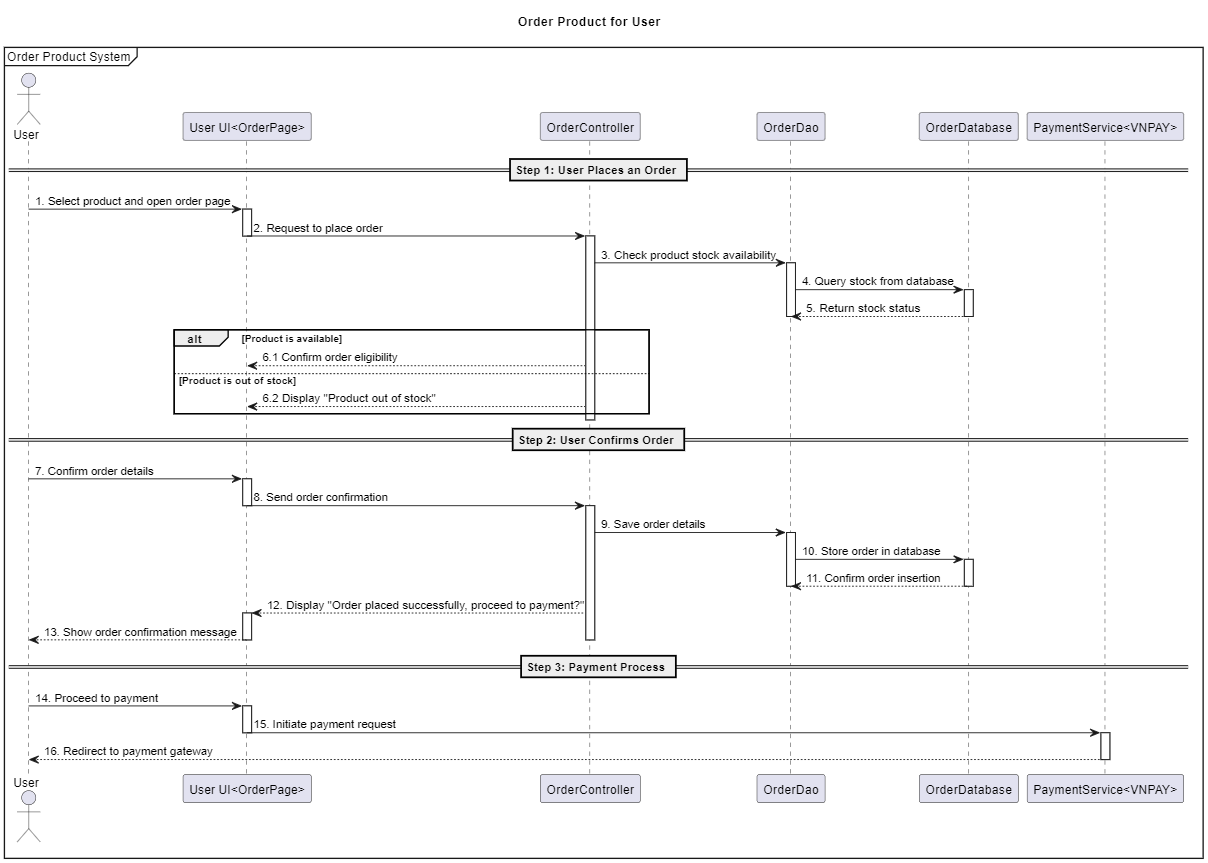 Order Product for User
Order Product System
User
User UI<OrderPage>
OrderController
OrderDao
OrderDatabase
PaymentService<VNPAY>
Step 1: User Places an Order
1. Select product and open order page
2. Request to place order
3. Check product stock availability
4. Query stock from database
5. Return stock status
alt
[Product is available]
6.1 Confirm order eligibility
[Product is out of stock]
6.2 Display "Product out of stock"
Step 2: User Confirms Order
7. Confirm order details
8. Send order confirmation
9. Save order details
10. Store order in database
11. Confirm order insertion
12. Display "Order placed successfully, proceed to payment?"
13. Show order confirmation message
Step 3: Payment Process
14. Proceed to payment
15. Initiate payment request
16. Redirect to payment gateway
User
User UI<OrderPage>
OrderController
OrderDao
OrderDatabase
PaymentService<VNPAY>